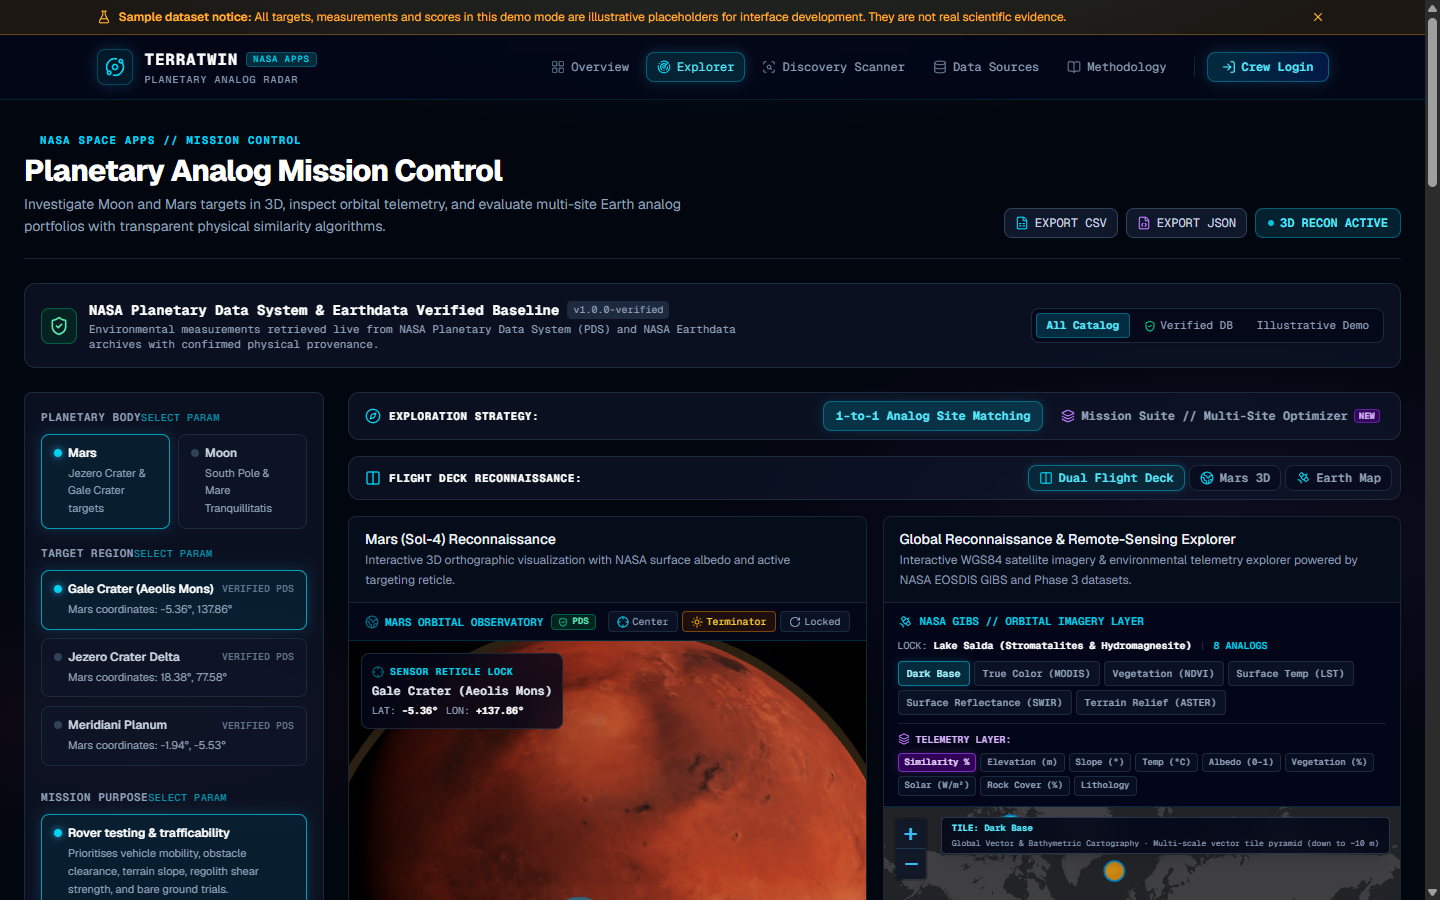 Sample dataset notice: All targets, measurements and scores in this demo mode are illustrative placeholders for interface development. They are not real scientific evidence.
TERRATWIN NASA APPS
PLANETARY ANALOG RADAR
Overview
Explorer
Discovery Scanner
Data Sources
Methodology
Crew Login
NASA SPACE APPS // MISSION CONTROL
Planetary Analog Mission Control
Investigate Moon and Mars targets in 3D, inspect orbital telemetry, and evaluate multi-site Earth analog
portfolios with transparent physical similarity algorithms.
EXPORT CSV
EXPORT JSON
3D RECON ACTIVE
NASA Planetary Data System & Earthdata Verified Baseline v1.0.0-verified
Environmental measurements retrieved live from NASA Planetary Data System (PDS) and NASA Earthdata
archives with confirmed physical provenance.
All Catalog
Verified DB
Illustrative Demo
PLANETARY BODYSELECT PARAM
Mars
Jezero Crater &
Gale Crater
targets
Moon
South Pole &
Mare
Tranquillitatis
TARGET REGIONSELECT PARAM
Gale Crater (Aeolis Mons) VERIFIED PDS
Mars coordinates: -5.36°, 137.86°
Jezero Crater Delta VERIFIED PDS
Mars coordinates: 18.38°, 77.58°
Meridiani Planum VERIFIED PDS
Mars coordinates: -1.94°, -5.53°
MISSION PURPOSESELECT PARAM
Rover testing & trafficability
Prioritises vehicle mobility, obstacle
clearance, terrain slope, regolith shear
strength, and bare ground trials.
EXPLORATION STRATEGY:
1-to-1 Analog Site Matching
Mission Suite // Multi-Site Optimizer NEW
FLIGHT DECK RECONNAISSANCE:
Dual Flight Deck
Mars 3D
Earth Map
Mars (Sol-4) Reconnaissance
Interactive 3D orthographic visualization with NASA surface albedo and active
targeting reticle.
MARS ORBITAL OBSERVATORY PDS
Center
Terminator
Locked
SENSOR RETICLE LOCK
Gale Crater (Aeolis Mons)
LAT: -5.36° LON: +137.86°
Global Reconnaissance & Remote-Sensing Explorer
Interactive WGS84 satellite imagery & environmental telemetry explorer powered by
NASA EOSDIS GIBS and Phase 3 datasets.
NASA GIBS // ORBITAL IMAGERY LAYER
LOCK: Lake Salda (Stromatolites & Hydromagnesite) | 8 ANALOGS
Dark Base
True Color (MODIS)
Vegetation (NDVI)
Surface Temp (LST)
Surface Reflectance (SWIR)
Terrain Relief (ASTER)
TELEMETRY LAYER:
Similarity %
Elevation (m)
Slope (°)
Temp (°C)
Albedo (0-1)
Vegetation (%)
Solar (W/m²)
Rock Cover (%)
Lithology
+
−
TILE: Dark Base
Global Vector & Bathymetric Cartography · Multi-scale vector tile pyramid (down to ~10 m)